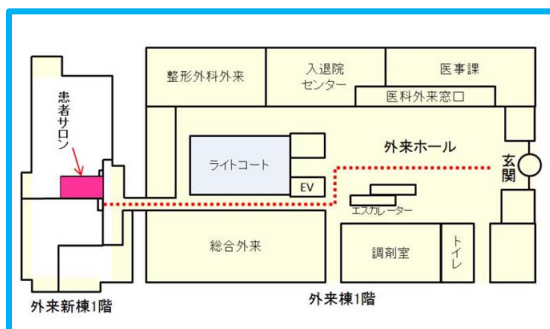 整形外科外来
入退院
センター
医事課
医科外来窓口
患者サロン
ライトコート
外来ホール
玄関
EV
エスカレーター
総合外来
調剤室
トイレ
外来新棟1階
外来棟1階